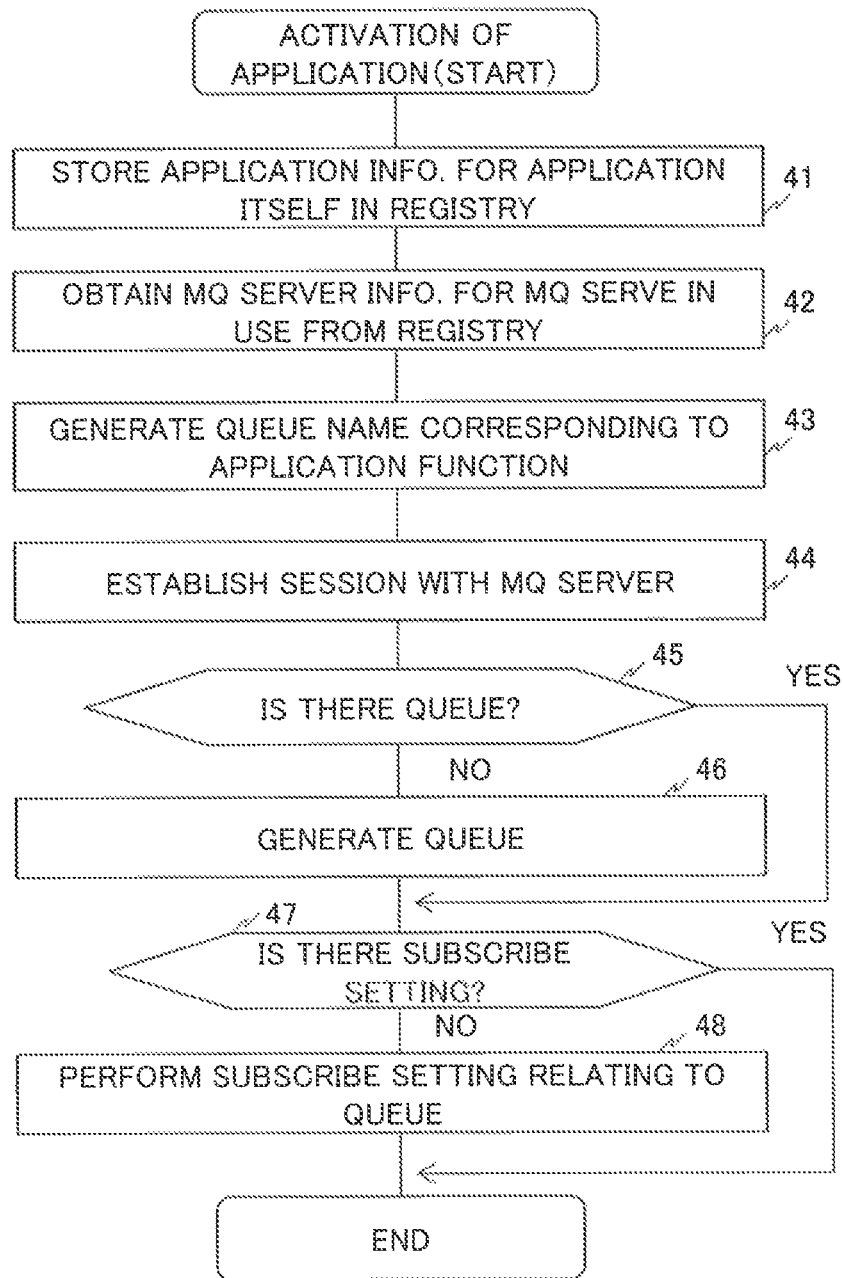 ACTIVATION OF
APPLICATION(START)
STORE APPLICATION INFO. FOR APPLICATION
ITSELF IN REGISTRY
41
OBTAIN MQ SERVER INFO. FOR MQ SERVE IN
USE FROM REGISTRY
42
GENERATE QUEUE NAME CORRESPONDING TO
APPLICATION FUNCTION
43
ESTABLISH SESSION WITH MQ SERVER
44
45
YES
IS THERE QUEUE?
NO
46
GENERATE QUEUE
47
YES
IS THERE SUBSCRIBE
SETTING?
NO
48
PERFORM SUBSCRIBE SETTING RELATING TO
QUEUE
END